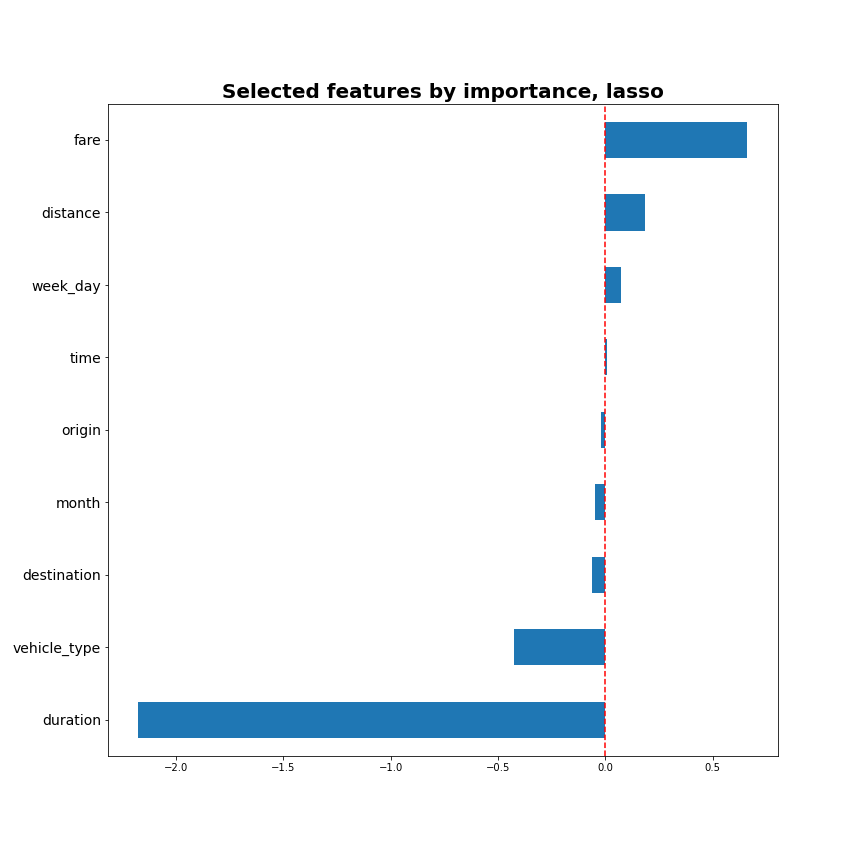 Selected features by importance, lasso
fare
distance
week_day
time
origin
month
destination
vehicle_type
duration
−2.0 −1.5 −1.0 −0.5 0.0 0.5